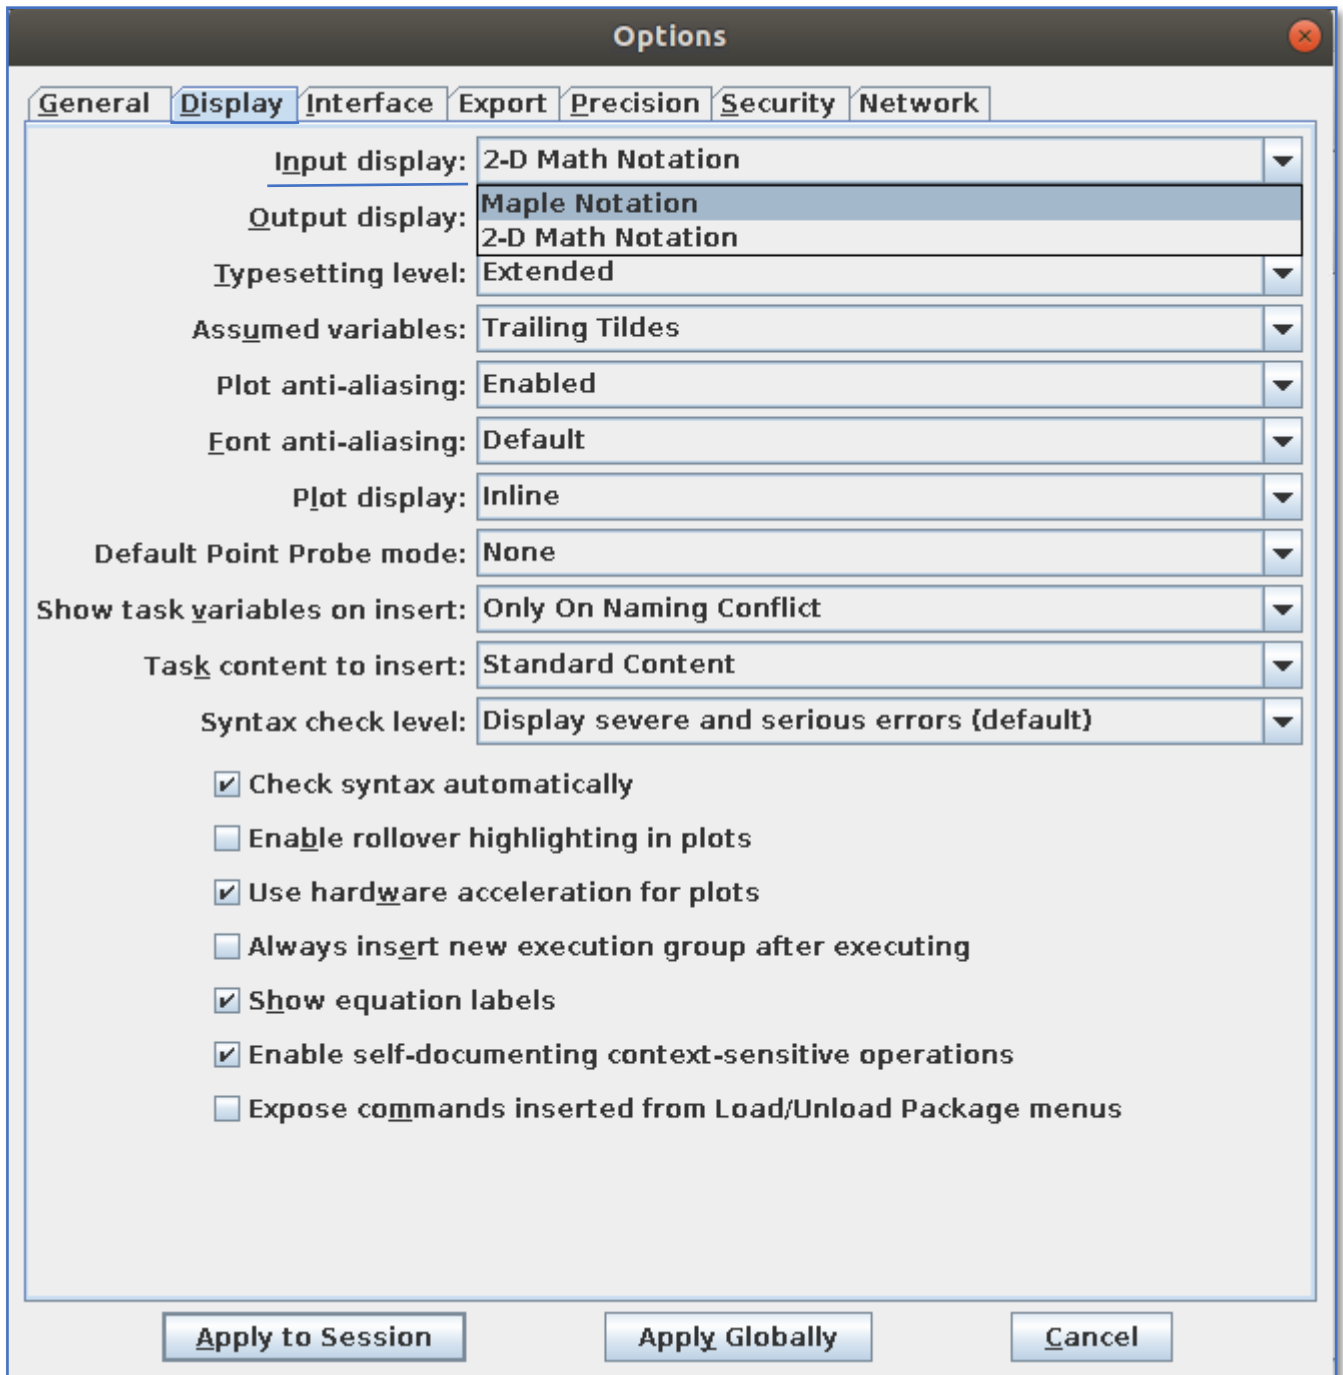 Options
General Display Interface Export Precision Security Network
Input display: 2-D Math Notation
Maple Notation
Output display:
2-D Math Notation
Typesetting level: Extended
Assumed variables: Trailing Tildes
Plot anti-aliasing: Enabled
Font anti-aliasing: Default
Plot display: Inline
Default Point Probe mode: None
Show task variables on insert: Only On Naming Conflict
Task content to insert: Standard Content
Syntax check level: Display severe and serious errors (default)
Check syntax automatically
Enable rollover highlighting in plots
Use hardware acceleration for plots
Always insert new execution group after executing
Show equation labels
Enable self-documenting context-sensitive operations
Expose commands inserted from Load/Unload Package menus
Apply to Session Apply Globally Cancel